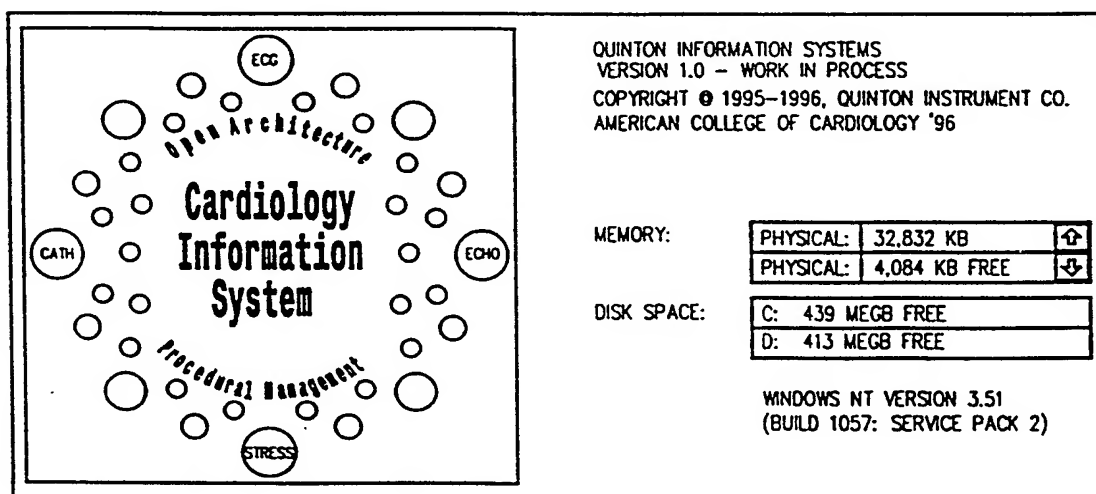 ECG
Open Architecture
Cardiology
Information
System
CATH
ECHO
Procedural Management
STRESS
QUINTON INFORMATION SYSTEMS
VERSION 1.0 – WORK IN PROCESS
COPYRIGHT © 1995–1996, QUINTON INSTRUMENT CO.
AMERICAN COLLEGE OF CARDIOLOGY '96
MEMORY: PHYSICAL: 32,832 KB
PHYSICAL: 4,084 KB FREE
DISK SPACE: C: 439 MEGB FREE
D: 413 MEGB FREE
WINDOWS NT VERSION 3.51
(BUILD 1057: SERVICE PACK 2)